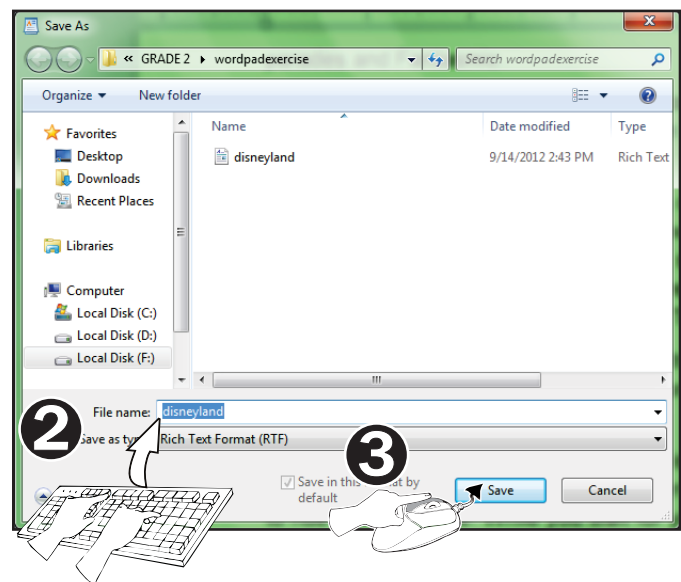 Save As
« GRADE 2 ▸ wordpadexercise
Search wordpadexercise
Organize ▾ New folder
Name Date modified Type
Favorites
Desktop
Downloads
Recent Places
Libraries
Computer
Local Disk (C:)
Local Disk (D:)
Local Disk (F:)
disneyland 9/14/2012 2:43 PM Rich Text
2
File name: disneyland
Save as type: Rich Text Format (RTF)
3
Save in this by
default
Save Cancel